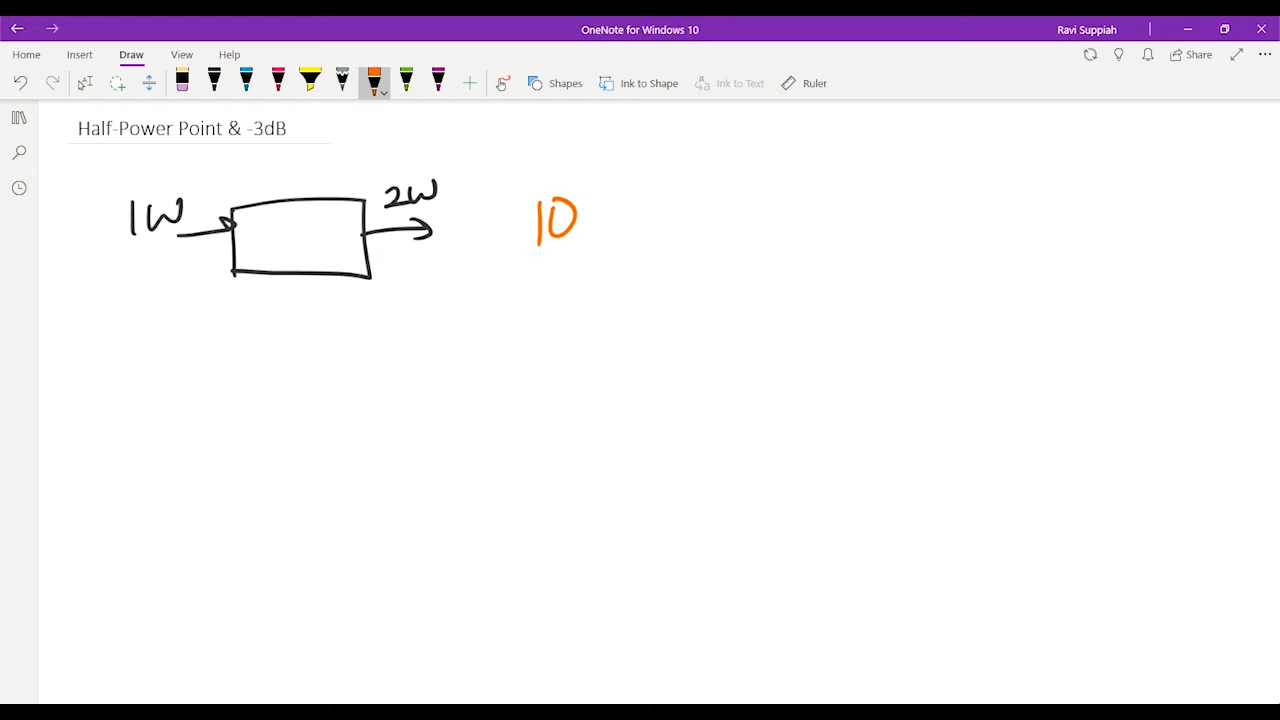 OneNote for Windows 10
Ravi Suppiah
Home Insert Draw View Help
Share
Shapes Ink to Shape Ink to Text Ruler
Half-Power Point & -3dB
1W 2W 10